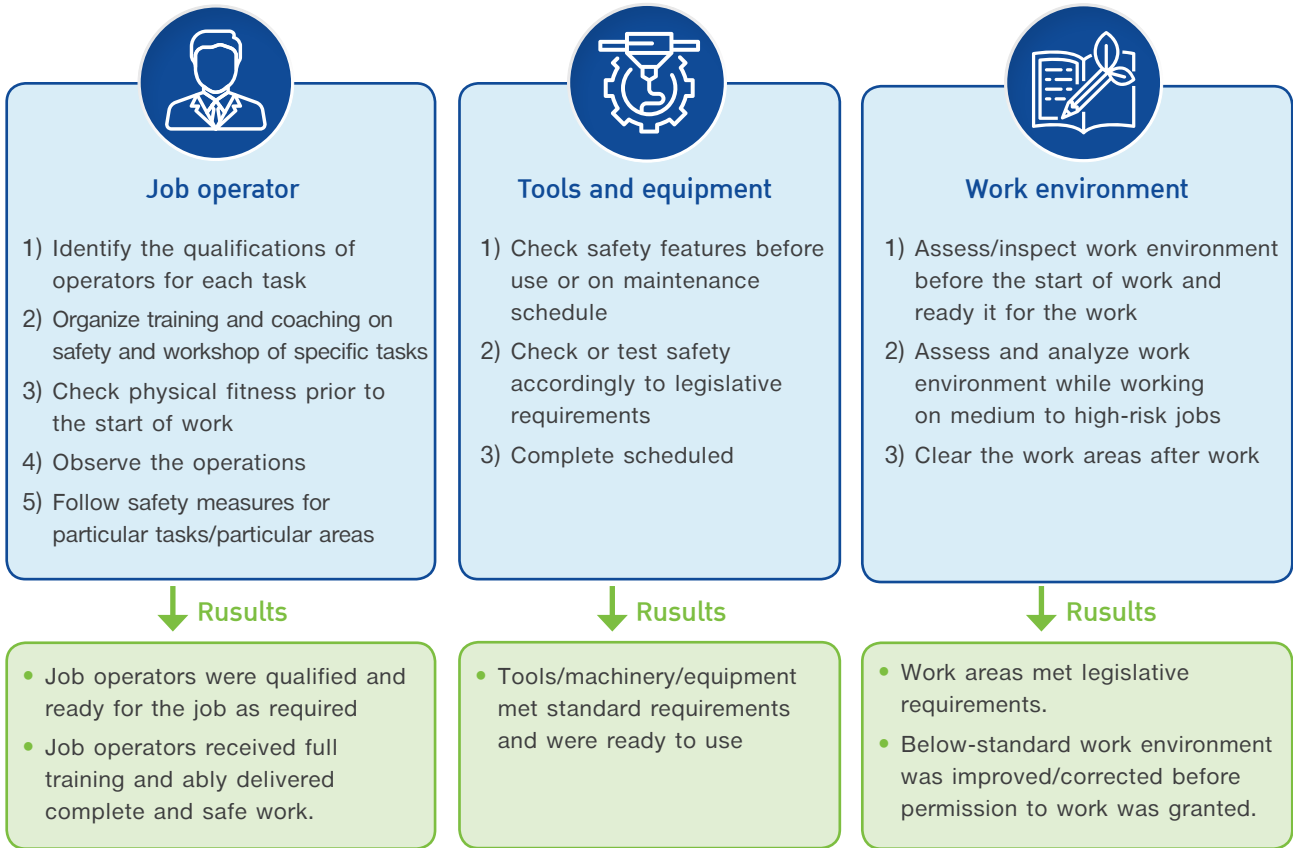 Job operator
1) Identify the qualifications of
operators for each task
2) Organize training and coaching on
safety and workshop of specific tasks
3) Check physical fitness prior to
the start of work
4) Observe the operations
5) Follow safety measures for
particular tasks/particular areas
Rusults
• Job operators were qualified and
ready for the job as required
• Job operators received full
training and ably delivered
complete and safe work.
Tools and equipment
1) Check safety features before
use or on maintenance
schedule
2) Check or test safety
accordingly to legislative
requirements
3) Complete scheduled
Rusults
• Tools/machinery/equipment
met standard requirements
and were ready to use
Work environment
1) Assess/inspect work environment
before the start of work and
ready it for the work
2) Assess and analyze work
environment while working
on medium to high-risk jobs
3) Clear the work areas after work
Rusults
• Work areas met legislative
requirements.
• Below-standard work environment
was improved/corrected before
permission to work was granted.